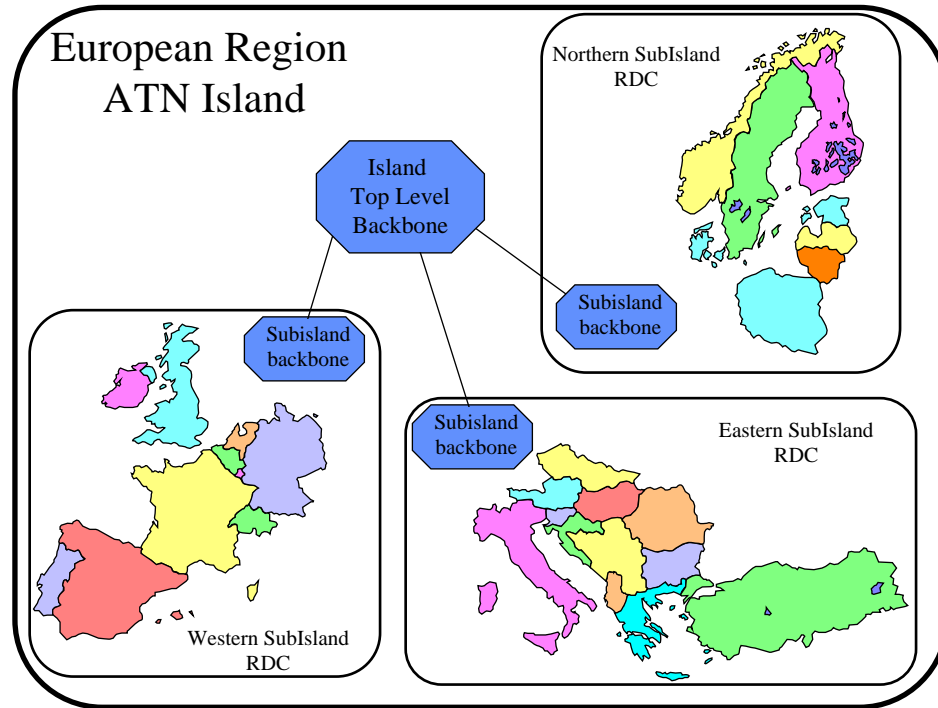 European Region
ATN Island
Northern SubIsland
RDC
Island
Top Level
Backbone
Subisland
backbone
Subisland
backbone
Subisland
backbone
Eastern SubIsland
RDC
Western SubIsland
RDC